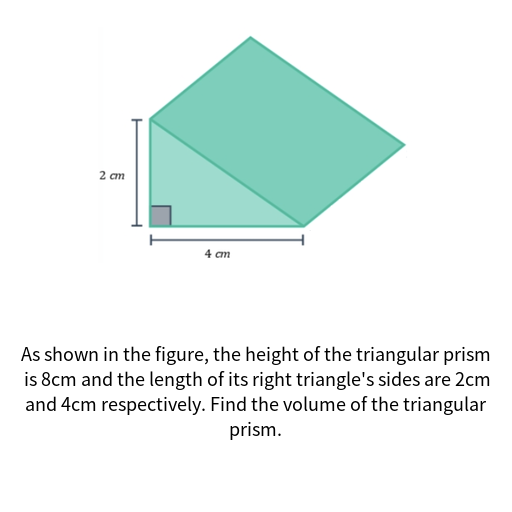 2 cm
4 cm
As shown in the figure, the height of the triangular prism
is 8cm and the length of its right triangle's sides are 2cm
and 4cm respectively. Find the volume of the triangular
prism.